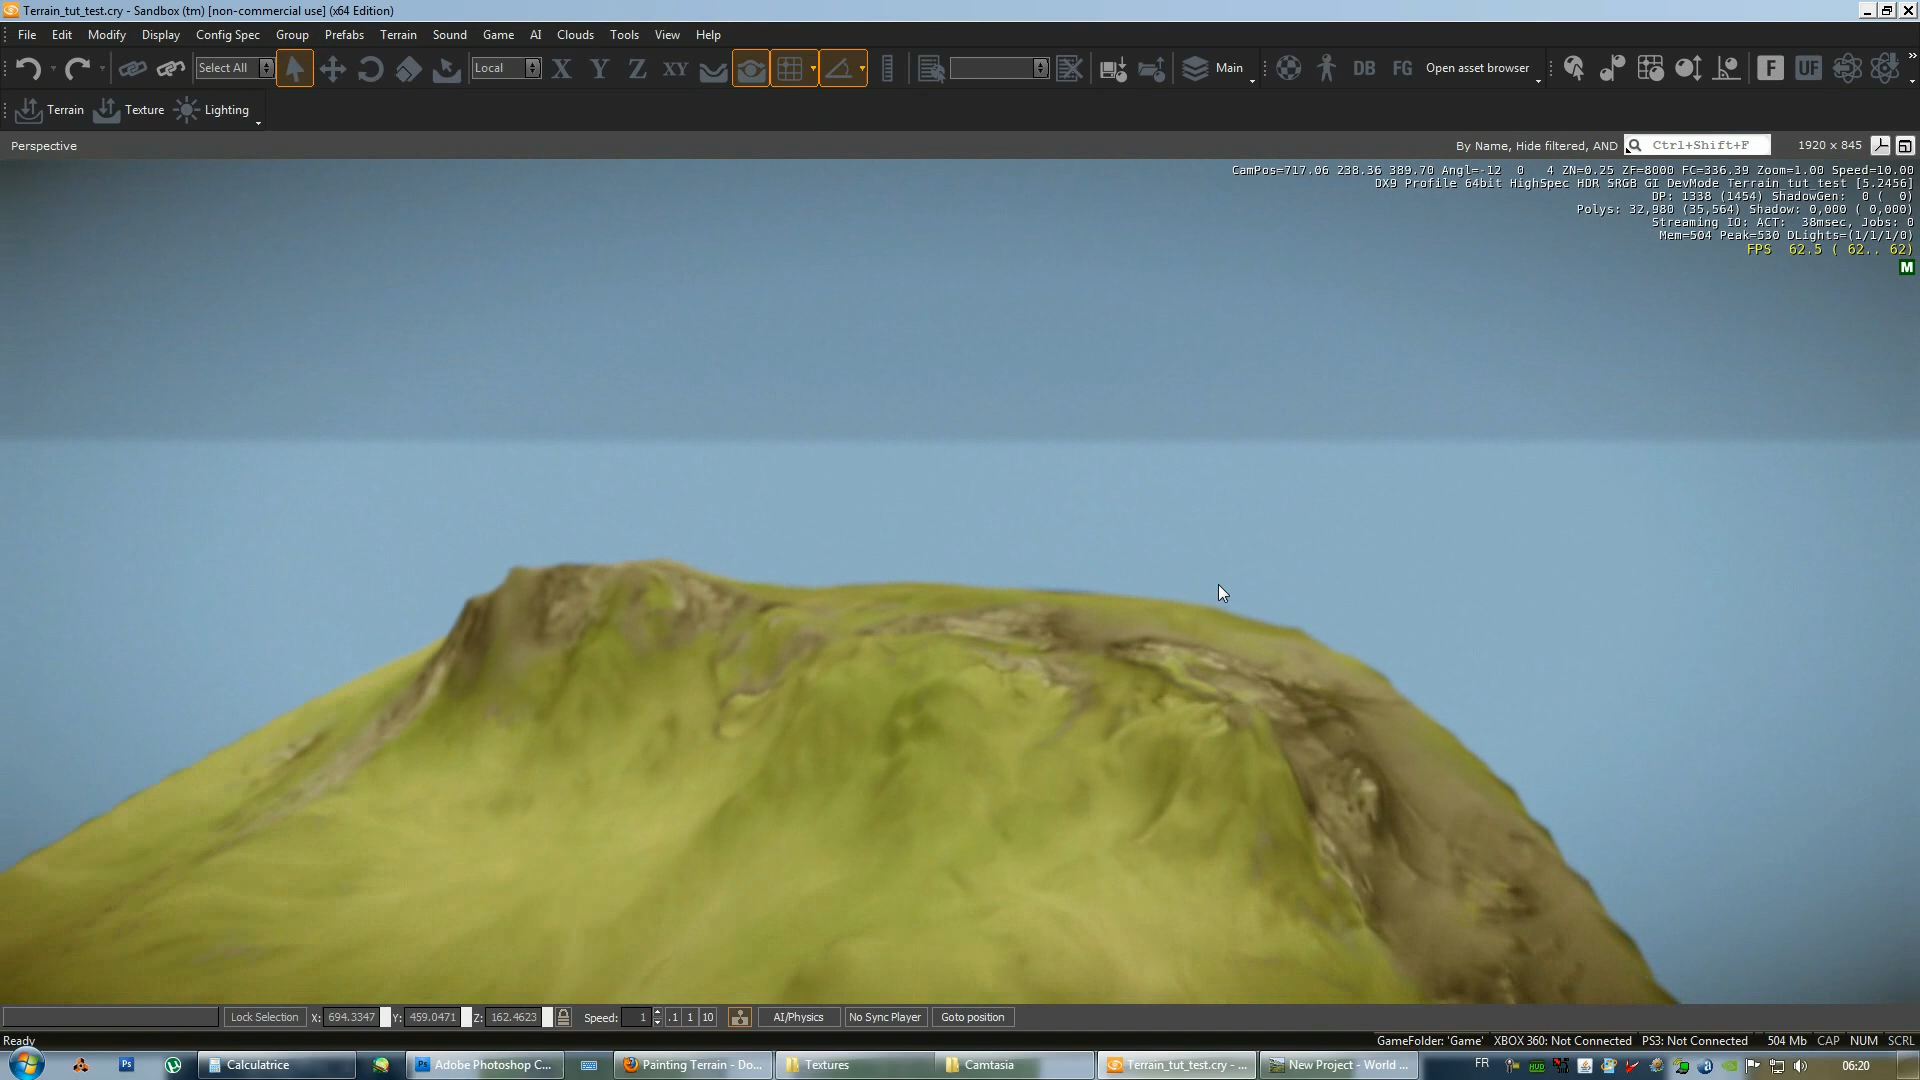 Terrain_tut_test.cry - Sandbox (tm) [non-commercial use] (x64 Edition)
File Edit Modify Display Config Spec Group Prefabs Terrain Sound Game AI Clouds Tools View Help
Select All Local X Y Z XY Main DB FG Open asset browser F UF
Terrain Texture Lighting
Perspective By Name, Hide filtered, AND Ctrl+Shift+F 1920 x 845
CamPos=717.06 238.36 389.70 Angl=-12 0 4 ZN=0.25 ZF=8000 FC=336.39 Zoom=1.00 Speed=10.00
DX9 Profile 64bit HighSpec HDR SRGB GI DevMode Terrain_tut_test [5.2456]
DP: 1338 (1454) ShadowGen: 0 ( 0)
Polys: 32,980 (35,564) Shadow: 0,000 ( 0,000)
Streaming IO: ACT: 38msec, Jobs: 0
Mem=504 Peak=530 DLights=(1/1/1/0)
FPS 62.5 ( 62.. 62)
M
Lock Selection X: 694.3347 Y: 459.0471 Z: 162.4623 Speed: 1 .1 1 10 AI/Physics No Sync Player Goto position
Ready GameFolder: 'Game' XBOX 360: Not Connected PS3: Not Connected 504 Mb CAP NUM SCRL
Ps Calculatrice Ps Adobe Photoshop C... Painting Terrain - Do... Textures Camtasia Terrain_tut_test.cry - ... New Project - World ... FR 06:20